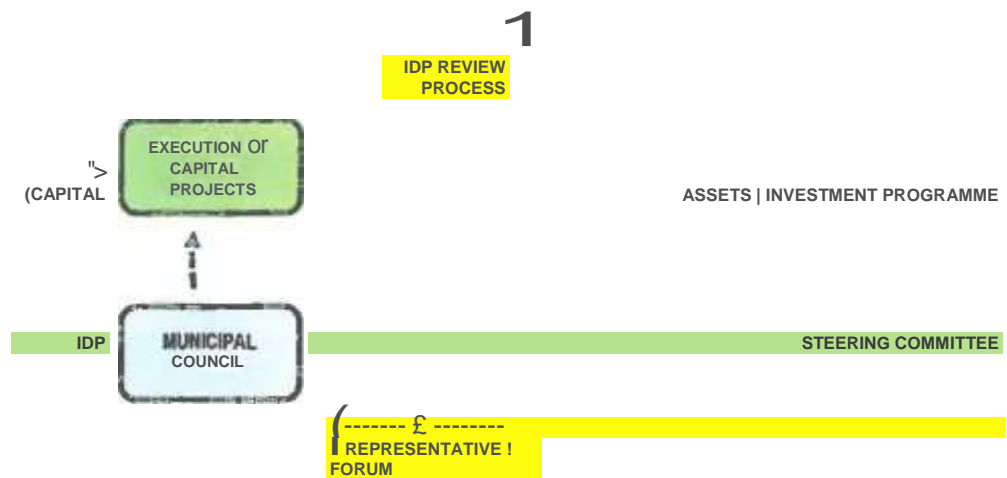 1
IDP REVIEW
PROCESS
EXECUTION or
CAPITAL
PROJECTS
">
(CAPITAL
ASSETS | INVESTMENT PROGRAMME
IDP
MUNICIPAL
COUNCIL
STEERING COMMITTEE
(------- £ --------
REPRESENTATIVE !
FORUM